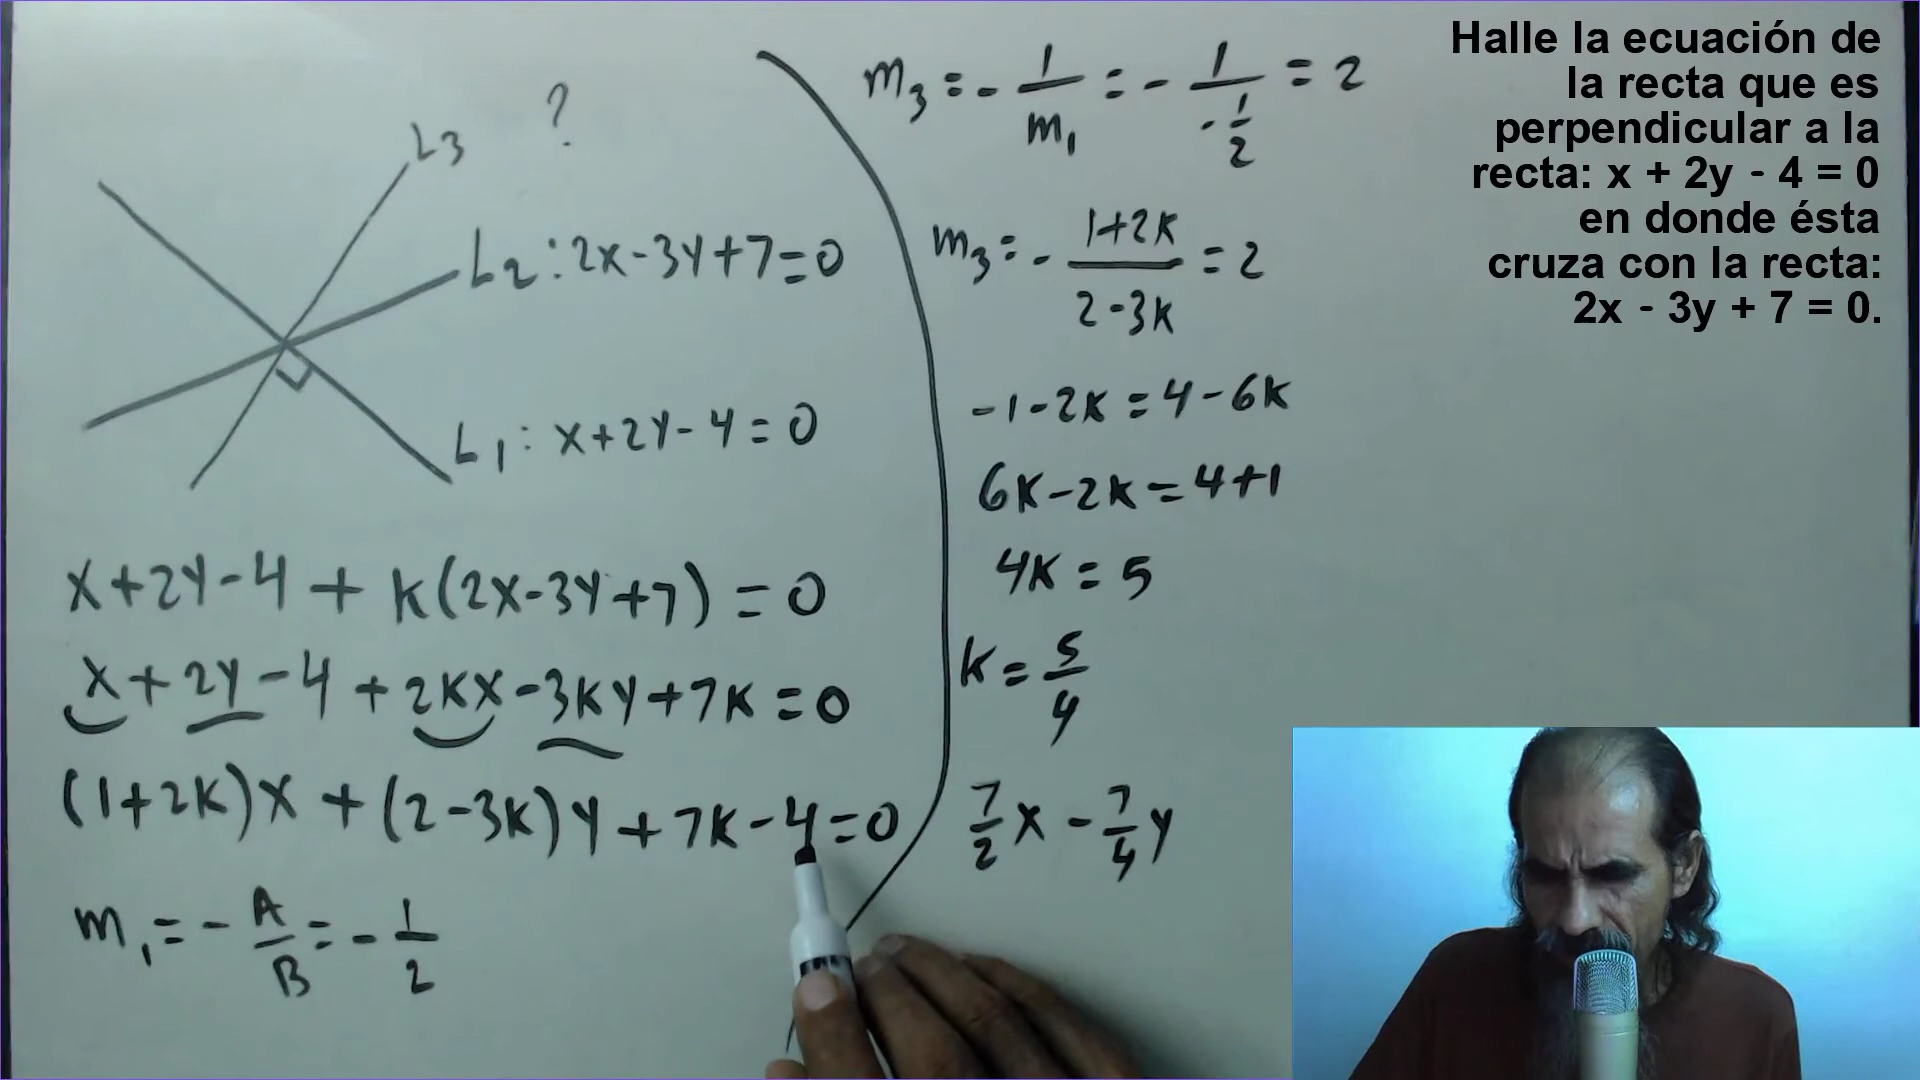 ?
L3
L2: 2x-3y+7=0
L1: x+2y-4=0
x+2y-4+k(2x-3y+7)=0
x+2y-4+2kx-3ky+7k=0
(1+2k)x+(2-3k)y+7k-4=0
m1=-A/B=-1/2
m3=-1/m1=-1/(-1/2)=2
m3=-(1+2k)/(2-3k)=2
-1-2k=4-6k
6k-2k=4+1
4k=5
k=5/4
7/2x-7/4y
Halle la ecuación de
la recta que es
perpendicular a la
recta: x + 2y - 4 = 0
en donde ésta
cruza con la recta:
2x - 3y + 7 = 0.